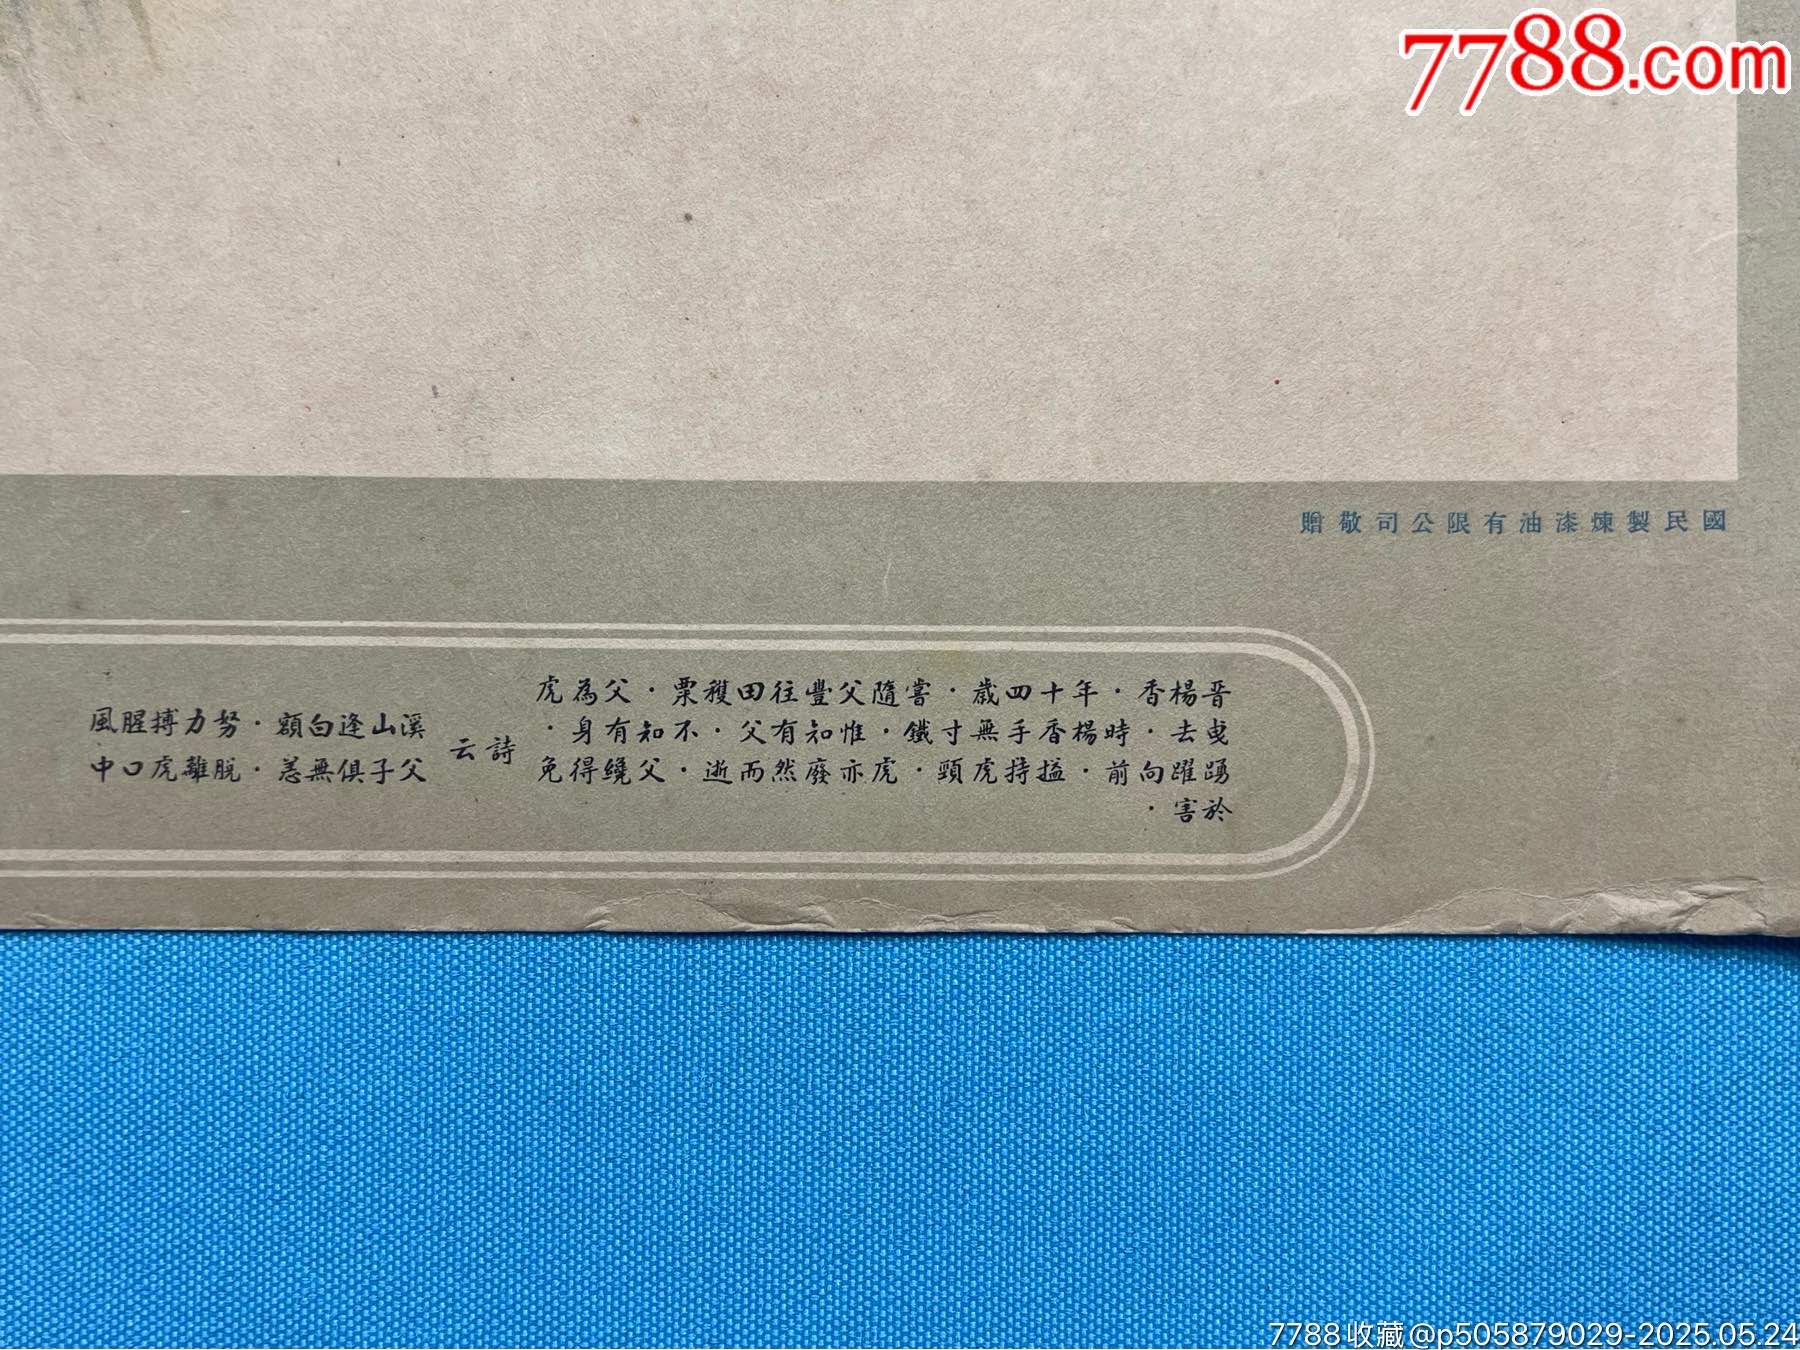 7788.com
國民製煉漆油有限公司敬贈
晋楊香・年十四歲・嘗隨父豐往田穫粟・父為虎
曳去・時楊香手無寸鐵・惟知有父・不知有身・
踴躍向前・搤持虎頸・虎亦廢然而逝・父纔得免
於害・
詩云
溪山逢白額・努力搏腥風
父子俱無恙・脫離虎口中
7788收藏@p505879029-2025.05.24